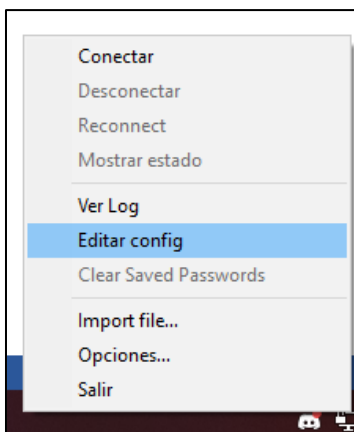 Conectar
Desconectar
Reconnect
Mostrar estado
Ver Log
Editar config
Clear Saved Passwords
Import file...
Opciones...
Salir